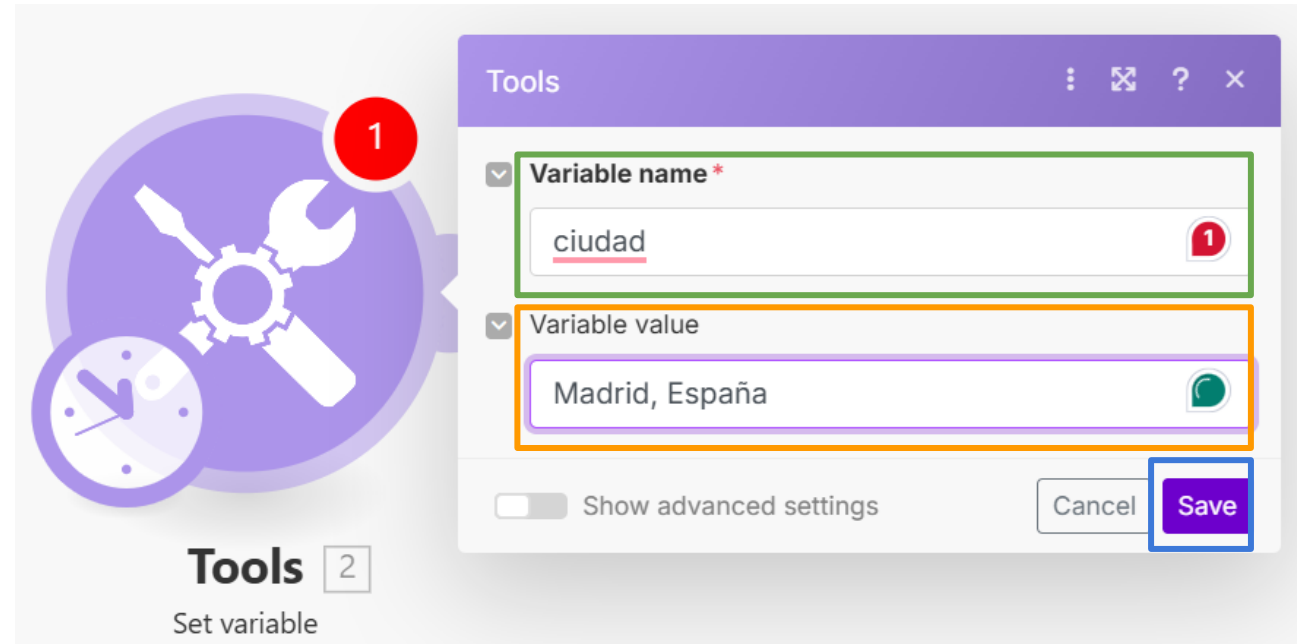 Tools
?
1
Variable name *
ciudad
1
Variable value
Madrid, España
Show advanced settings
Cancel
Save
Tools 2
Set variable